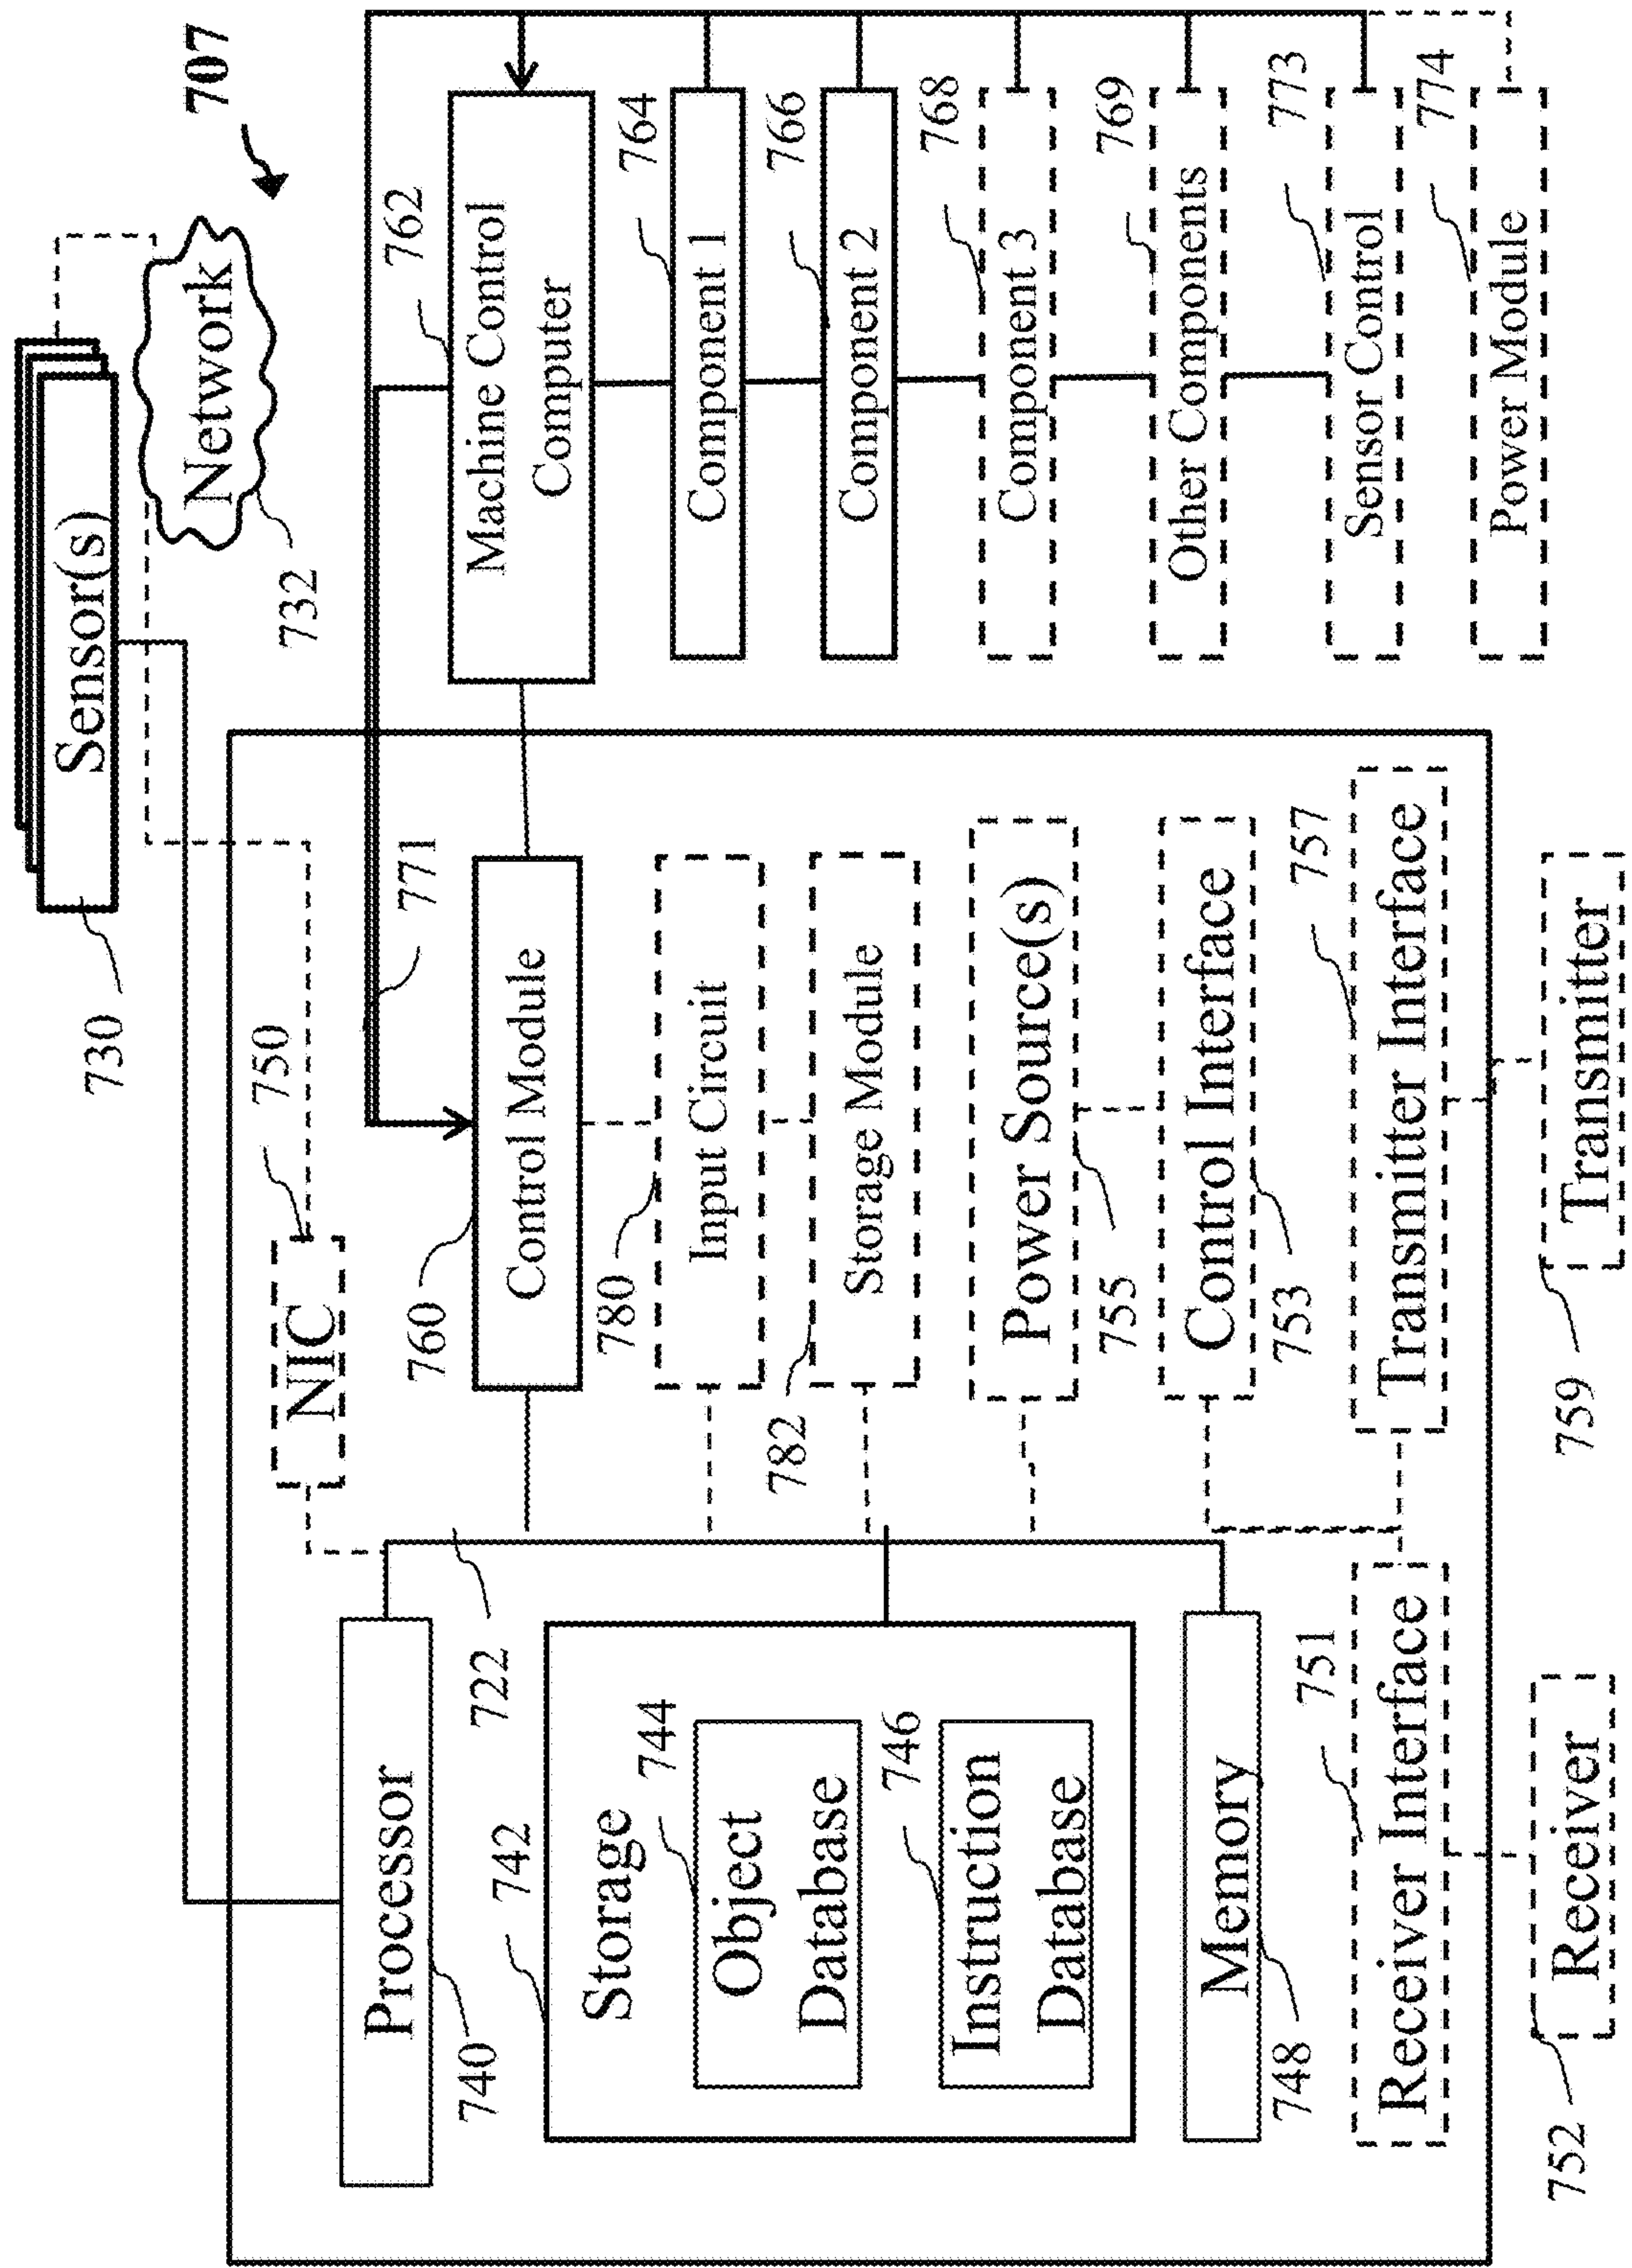 707
730
Sensor(s)
Network
732
750
NIC
Processor
740
722
742
Storage
744
Object
Database
746
Instruction
Database
Memory
748
751
Receiver Interface
752
Receiver
771
760
Control Module
780
Input Circuit
782
Storage Module
Power Source(s)
755
Control Interface
753
757
Transmitter Interface
759
Transmitter
762
Machine Control
Computer
764
Component 1
766
Component 2
768
Component 3
769
Other Components
773
Sensor Control
774
Power Module